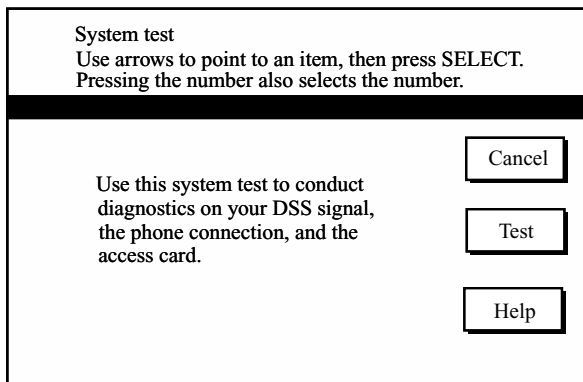 System test
Use arrows to point to an item, then press SELECT.
Pressing the number also selects the number.
Cancel
Use this system test to conduct
diagnostics on your DSS signal,
the phone connection, and the
access card.
Test
Help